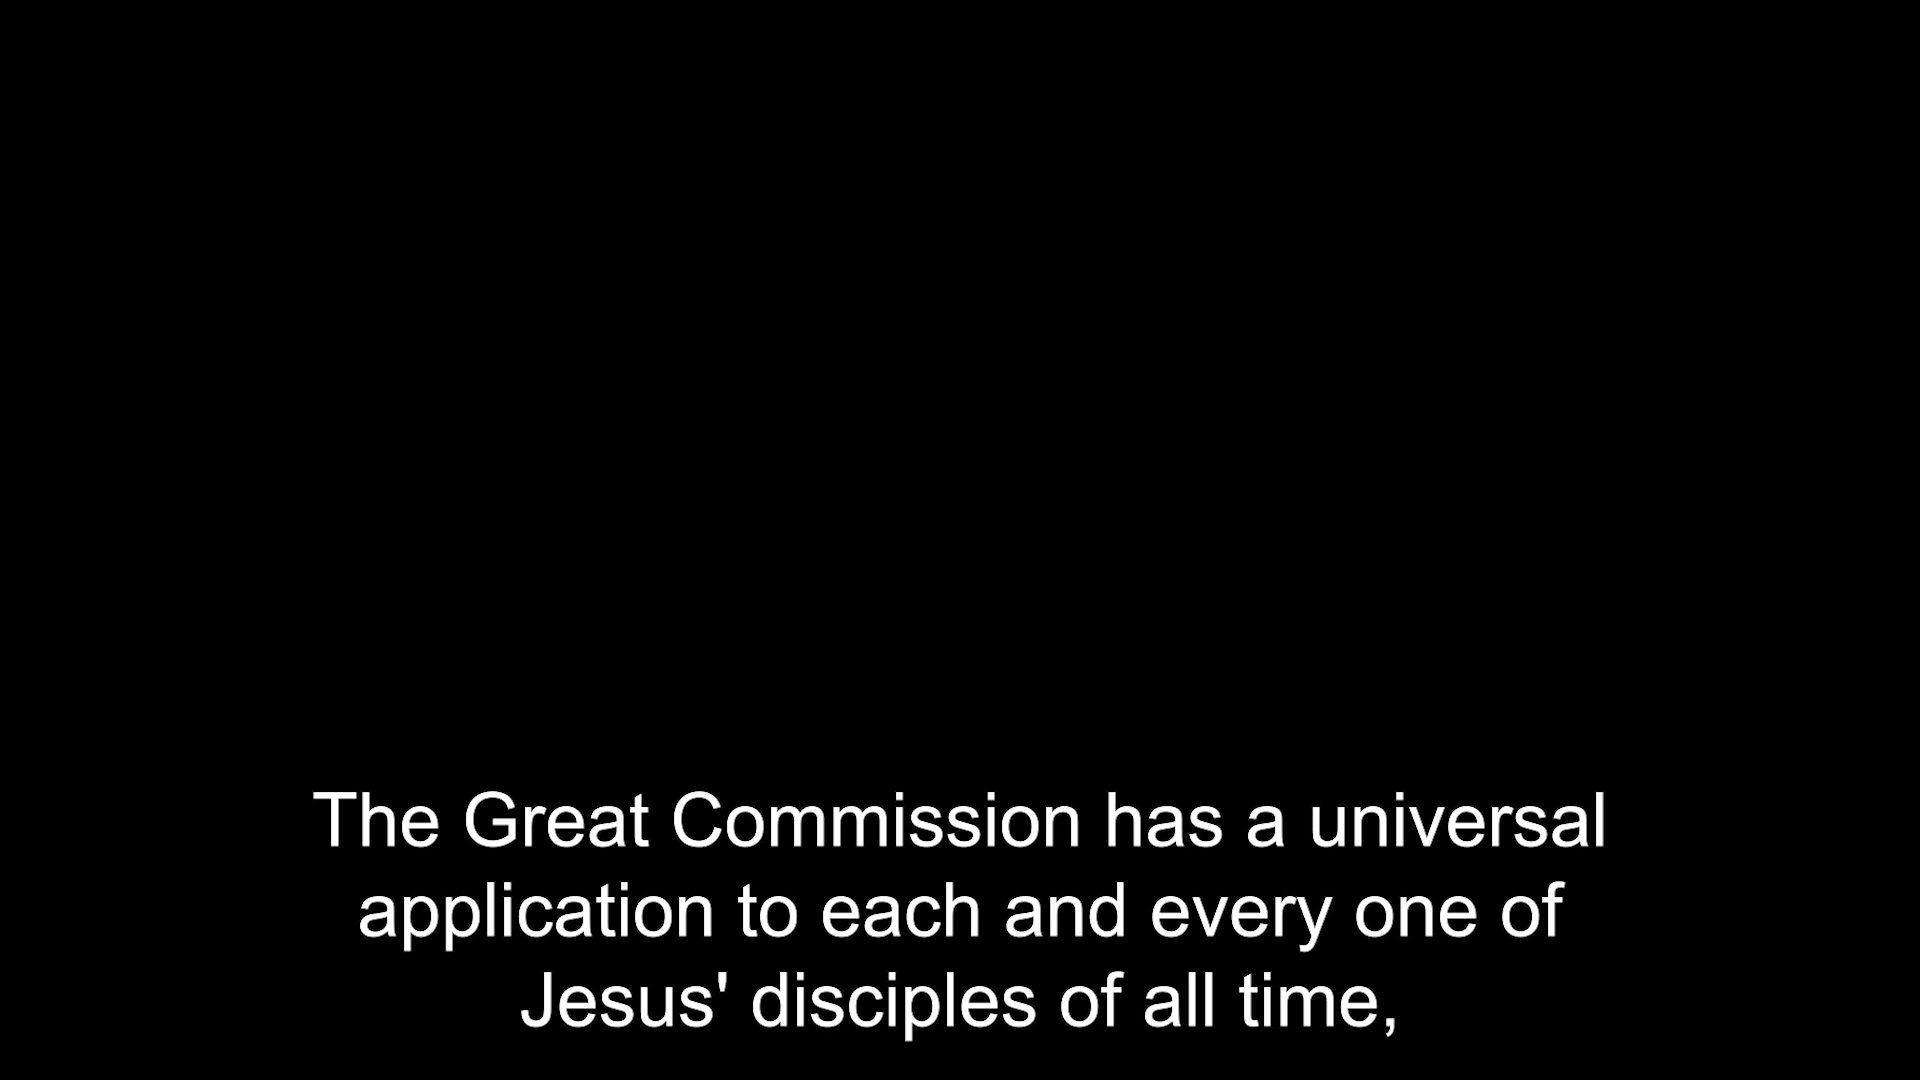 The Great Commission has a universal
application to each and every one of
Jesus' disciples of all time,